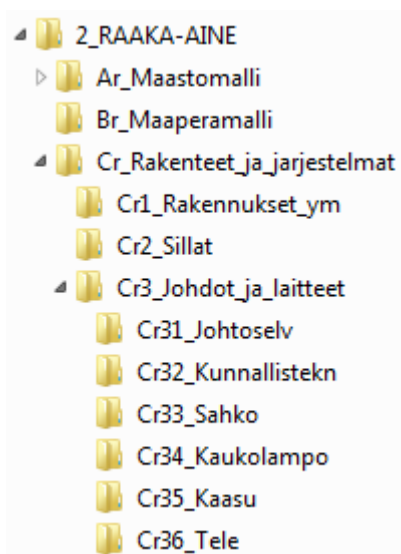 2_RAAKA-AINE
Ar_Maastomalli
Br_Maaperamalli
Cr_Rakenteet_ja_jarjestelmat
Cr1_Rakennukset_ym
Cr2_Sillat
Cr3_Johdot_ja_laitteet
Cr31_Johtoselv
Cr32_Kunnallistekn
Cr33_Sahko
Cr34_Kaukolampo
Cr35_Kaasu
Cr36_Tele